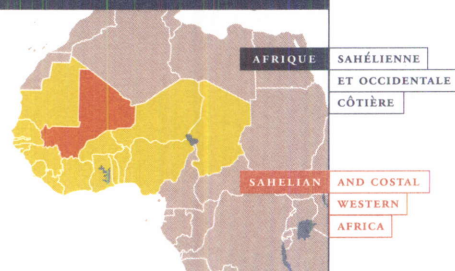 AFRIQUE SAHÉLIENNE
ET OCCIDENTALE
CÔTIÈRE
SAHELIAN AND COSTAL
WESTERN
AFRICA